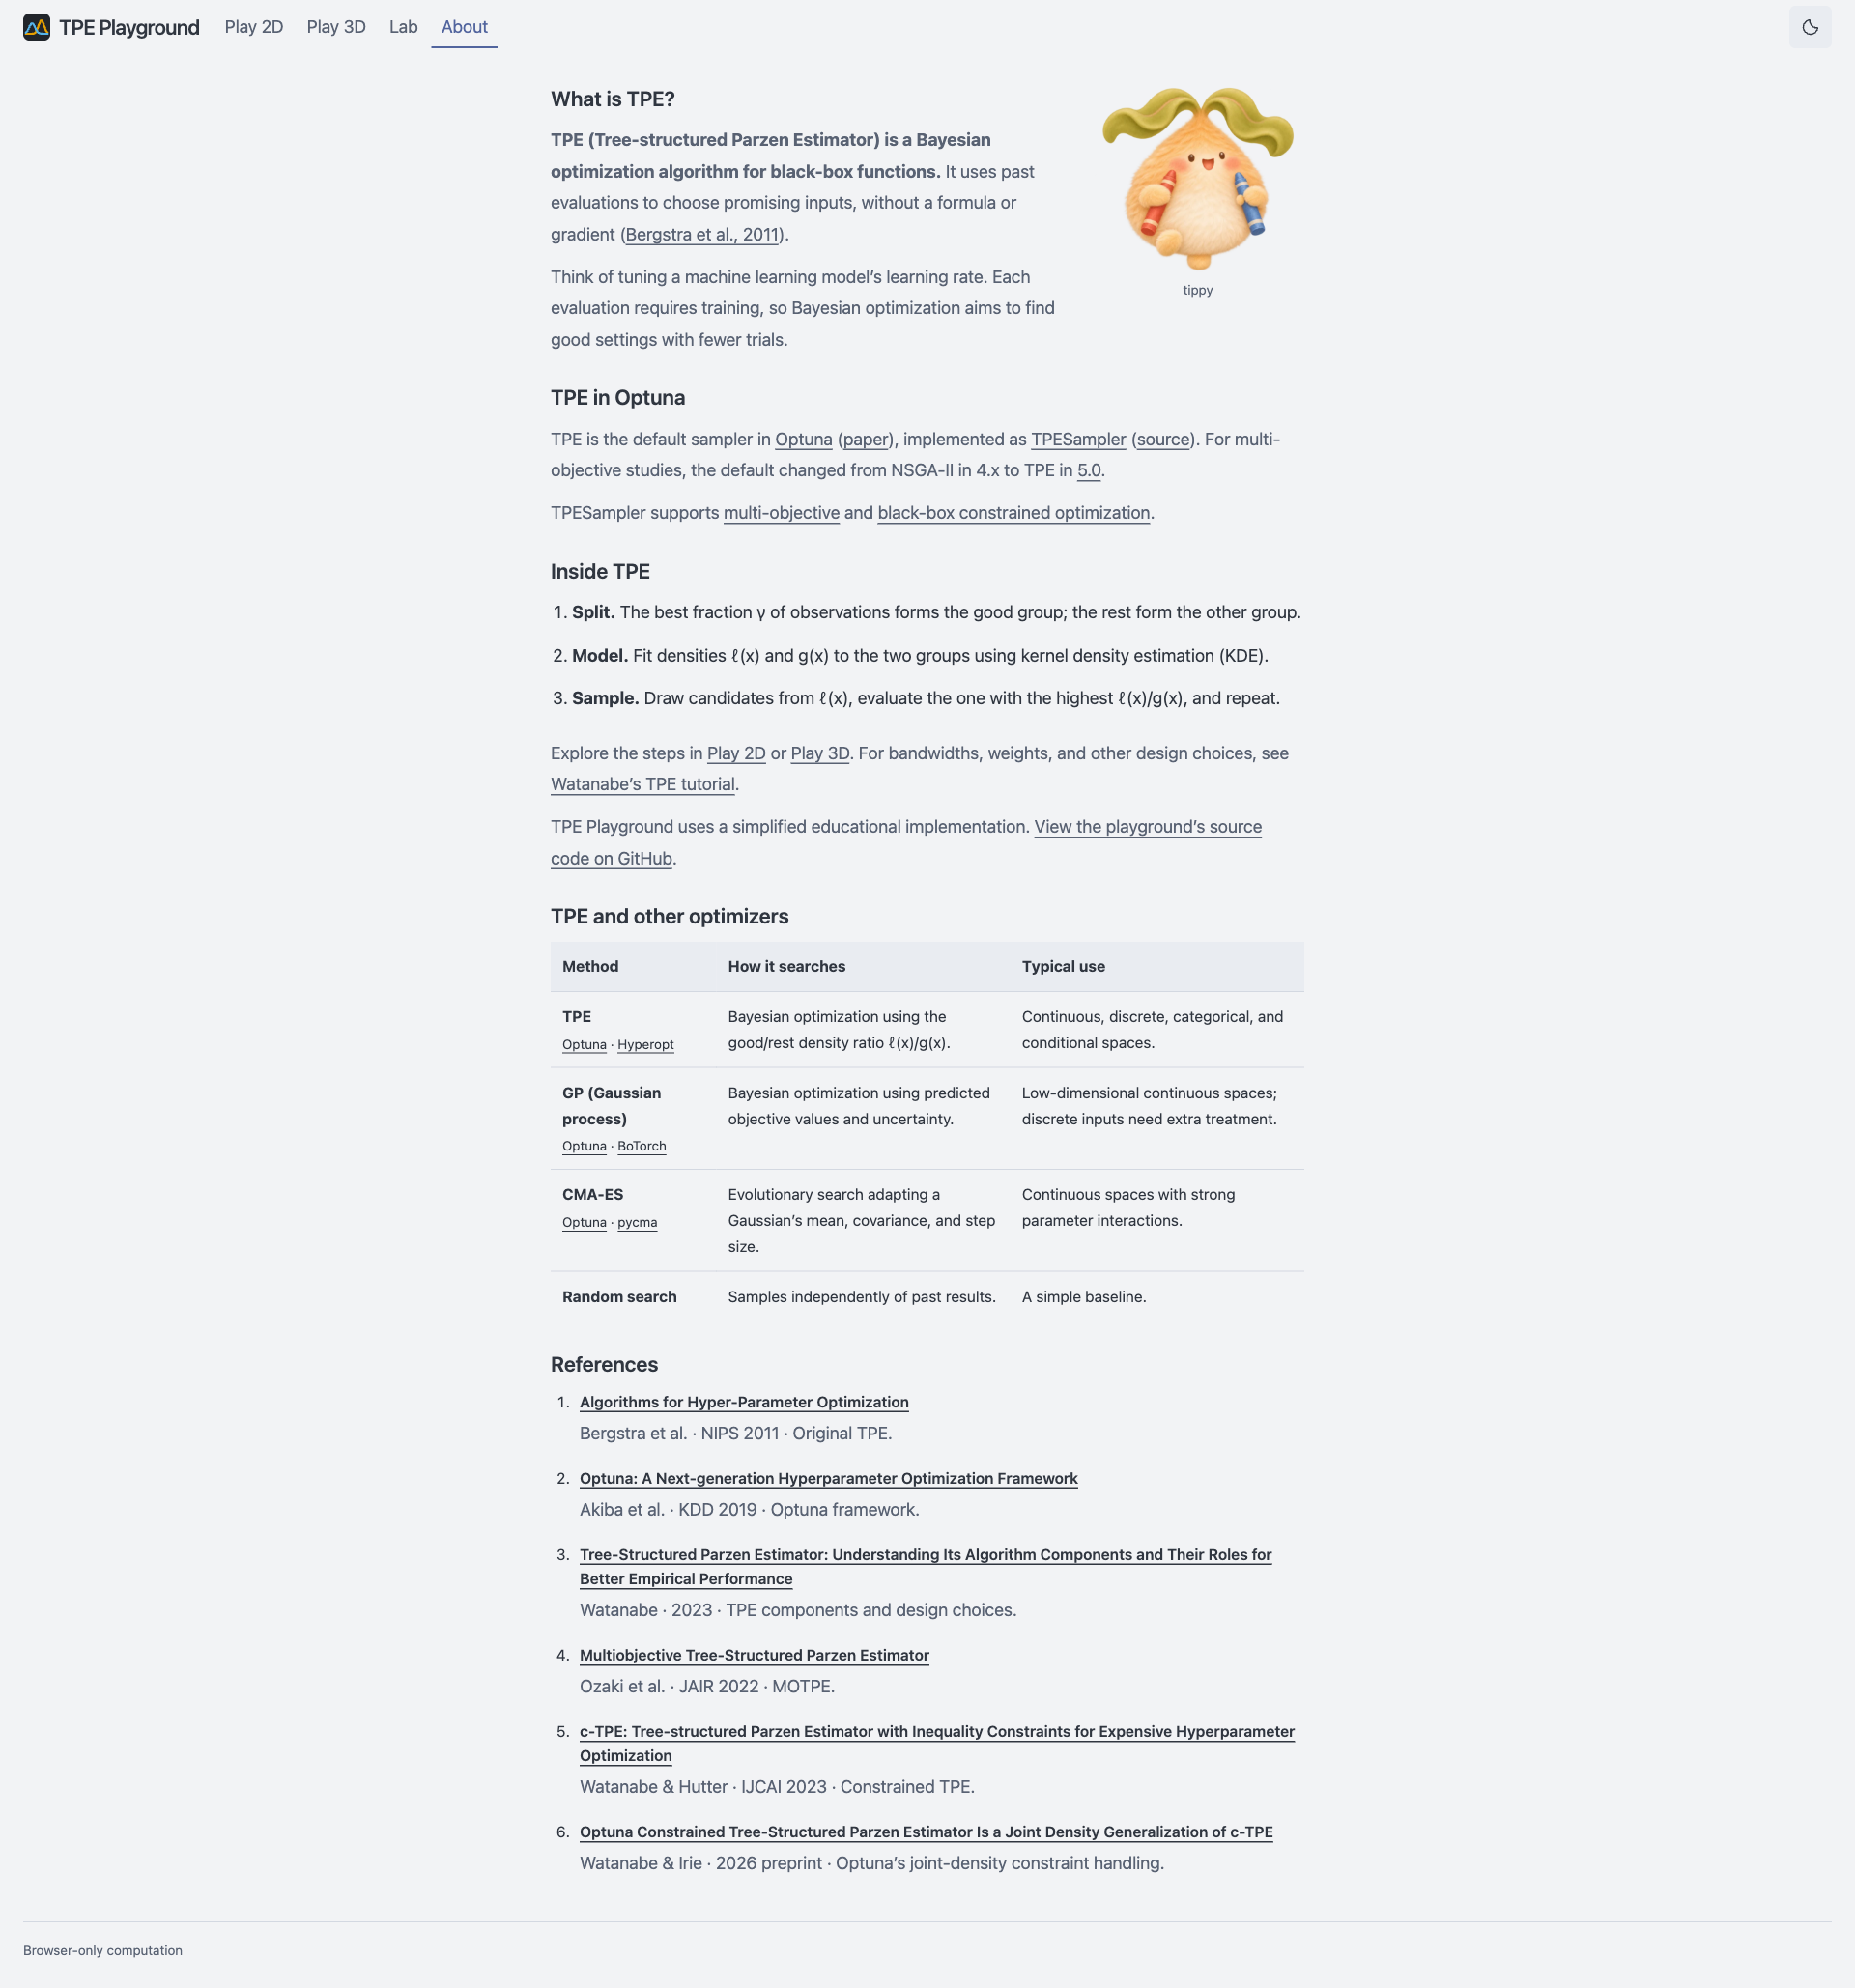 TPE Playground Play 2D Play 3D Lab About
What is TPE?
TPE (Tree-structured Parzen Estimator) is a Bayesian
optimization algorithm for black-box functions. It uses past
evaluations to choose promising inputs, without a formula or
gradient (Bergstra et al., 2011).
Think of tuning a machine learning model’s learning rate. Each
evaluation requires training, so Bayesian optimization aims to find
good settings with fewer trials.
tippy
TPE in Optuna
TPE is the default sampler in Optuna (paper), implemented as TPESampler (source). For multi-
objective studies, the default changed from NSGA-II in 4.x to TPE in 5.0.
TPESampler supports multi-objective and black-box constrained optimization.
Inside TPE
1. Split. The best fraction γ of observations forms the good group; the rest form the other group.
2. Model. Fit densities ℓ(x) and g(x) to the two groups using kernel density estimation (KDE).
3. Sample. Draw candidates from ℓ(x), evaluate the one with the highest ℓ(x)/g(x), and repeat.
Explore the steps in Play 2D or Play 3D. For bandwidths, weights, and other design choices, see
Watanabe’s TPE tutorial.
TPE Playground uses a simplified educational implementation. View the playground’s source
code on GitHub.
TPE and other optimizers
Method How it searches Typical use
TPE
Optuna · Hyperopt
Bayesian optimization using the
good/rest density ratio ℓ(x)/g(x).
Continuous, discrete, categorical, and
conditional spaces.
GP (Gaussian
process)
Optuna · BoTorch
Bayesian optimization using predicted
objective values and uncertainty.
Low-dimensional continuous spaces;
discrete inputs need extra treatment.
CMA-ES
Optuna · pycma
Evolutionary search adapting a
Gaussian’s mean, covariance, and step
size.
Continuous spaces with strong
parameter interactions.
Random search Samples independently of past results. A simple baseline.
References
1. Algorithms for Hyper-Parameter Optimization
Bergstra et al. · NIPS 2011 · Original TPE.
2. Optuna: A Next-generation Hyperparameter Optimization Framework
Akiba et al. · KDD 2019 · Optuna framework.
3. Tree-Structured Parzen Estimator: Understanding Its Algorithm Components and Their Roles for
Better Empirical Performance
Watanabe · 2023 · TPE components and design choices.
4. Multiobjective Tree-Structured Parzen Estimator
Ozaki et al. · JAIR 2022 · MOTPE.
5. c-TPE: Tree-structured Parzen Estimator with Inequality Constraints for Expensive Hyperparameter
Optimization
Watanabe & Hutter · IJCAI 2023 · Constrained TPE.
6. Optuna Constrained Tree-Structured Parzen Estimator Is a Joint Density Generalization of c-TPE
Watanabe & Irie · 2026 preprint · Optuna’s joint-density constraint handling.
Browser-only computation